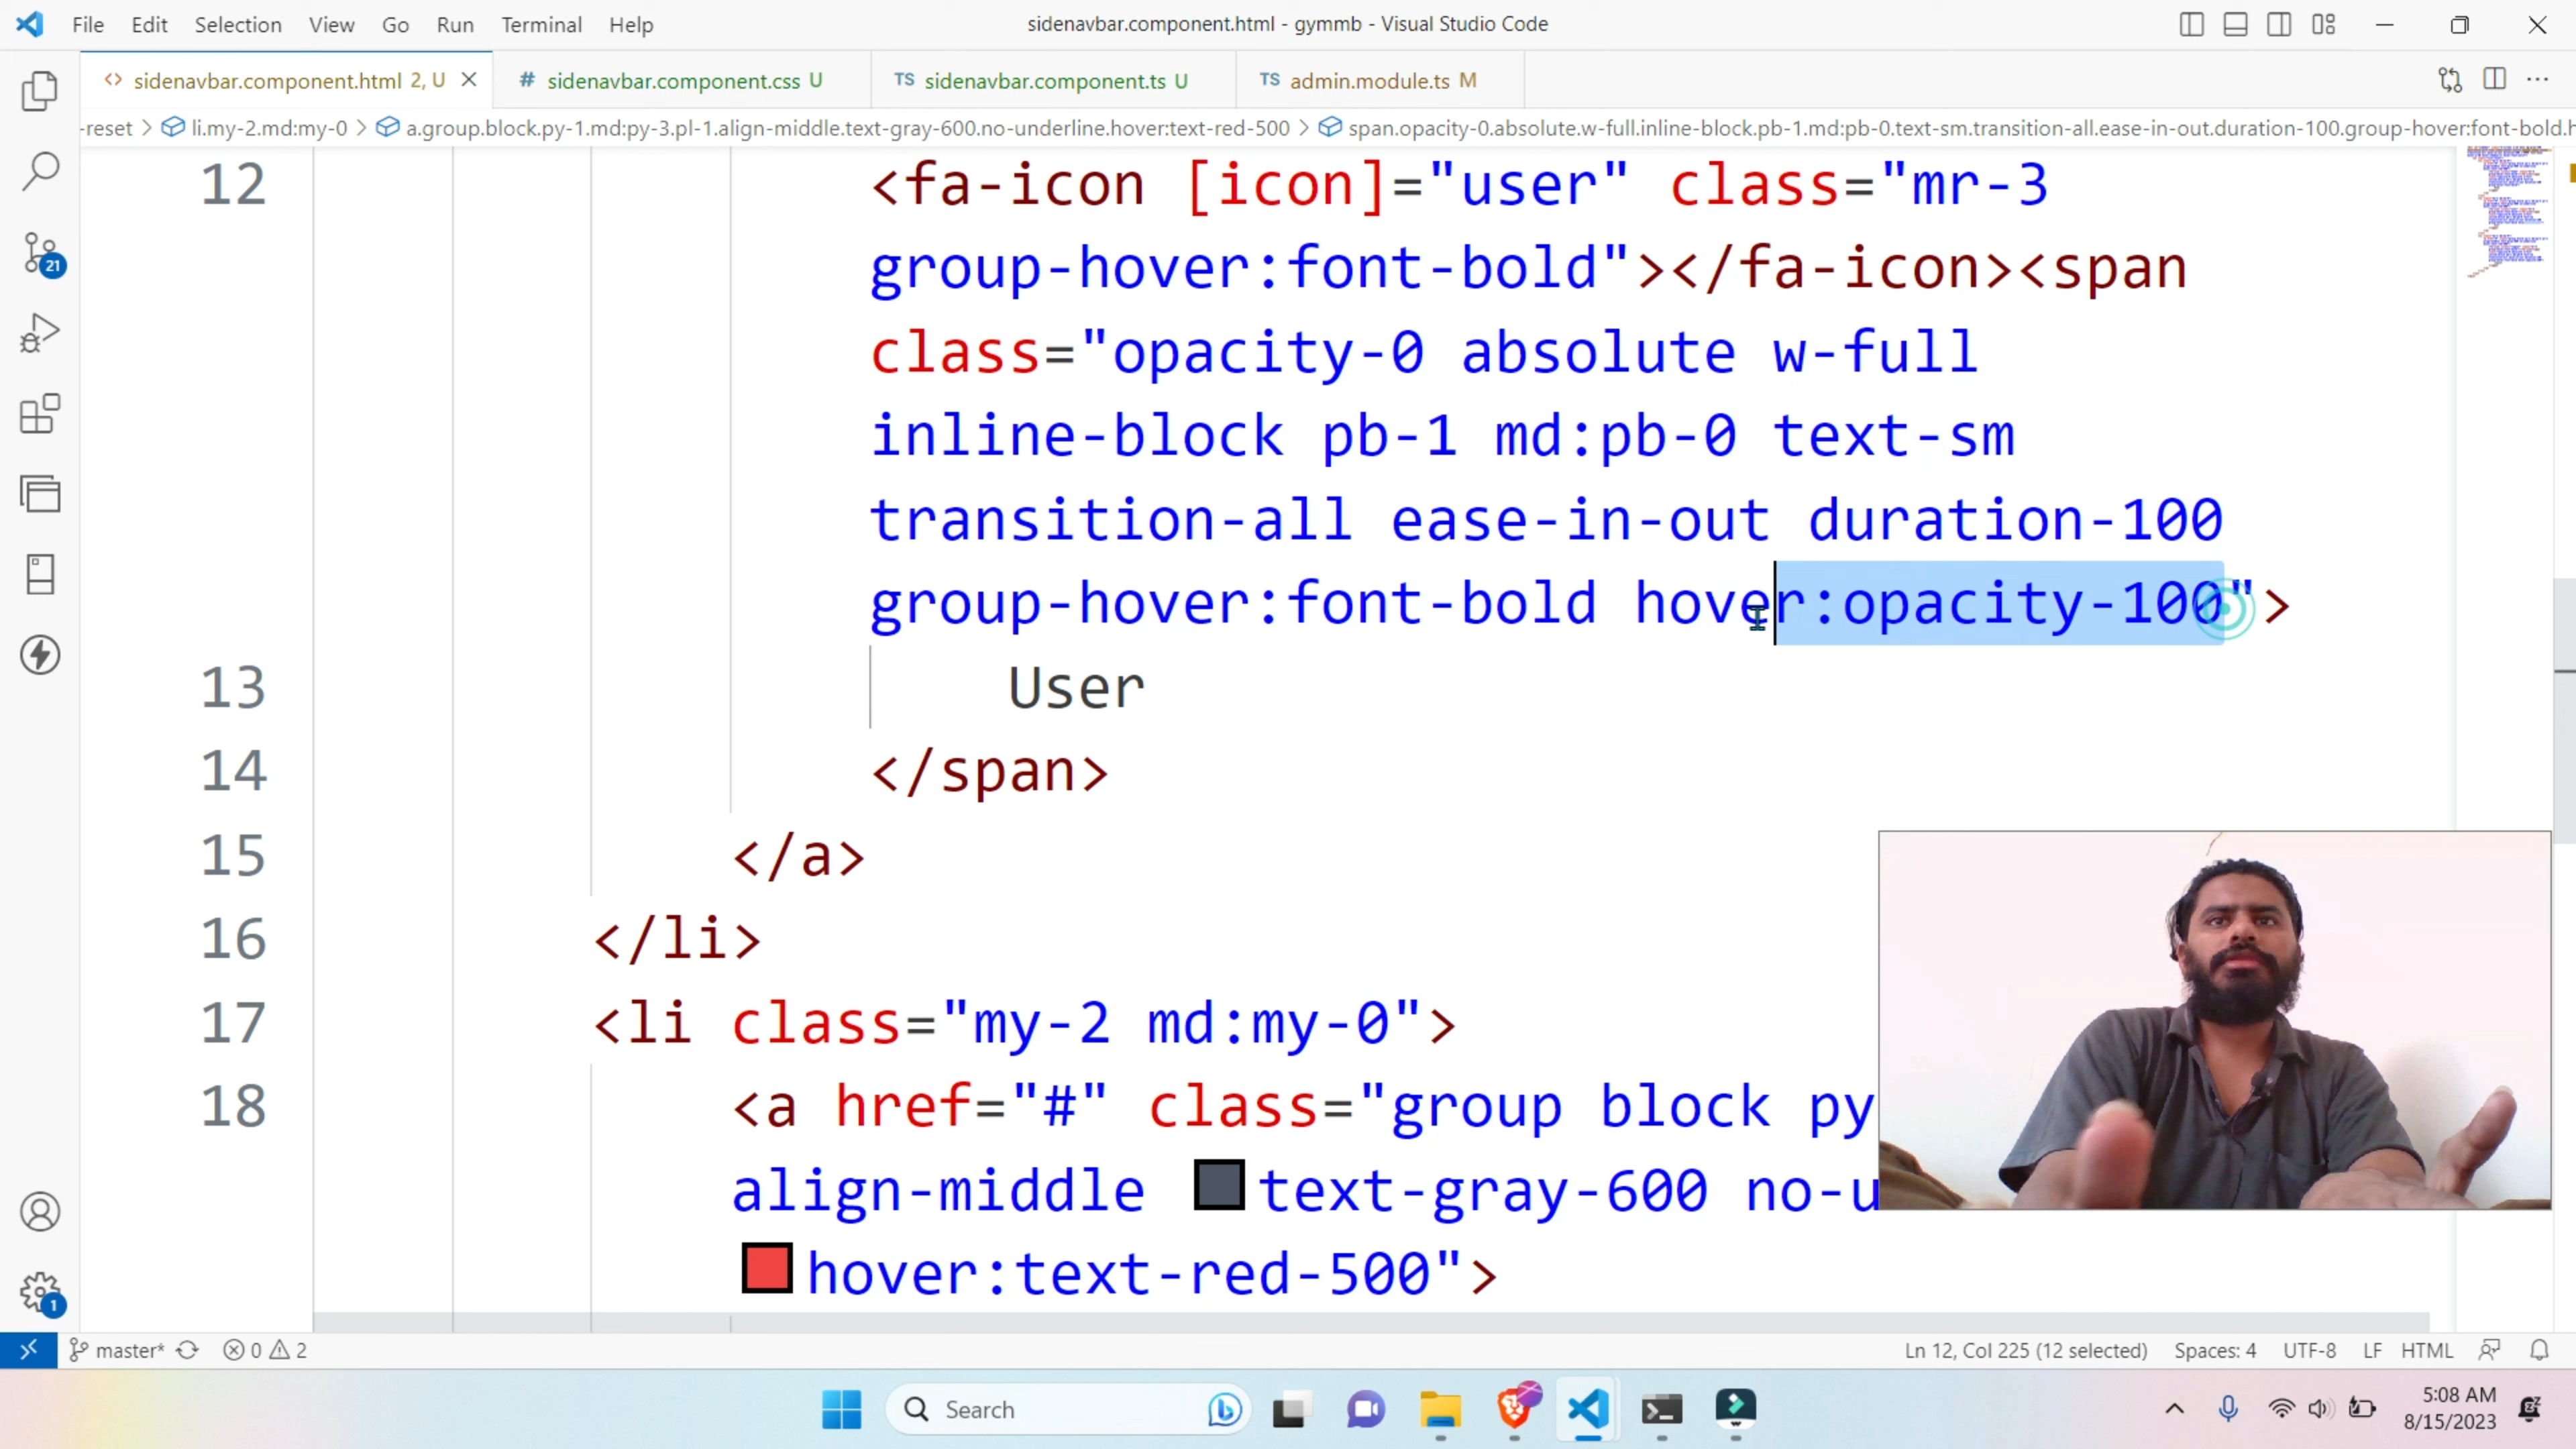 File Edit Selection View Go Run Terminal Help
sidenavbar.component.html - gymmb - Visual Studio Code
sidenavbar.component.html 2, U
sidenavbar.component.css U
TS sidenavbar.component.ts U
TS admin.module.ts M
-reset > li.my-2.md:my-0 > a.group.block.py-1.md:py-3.pl-1.align-middle.text-gray-600.no-underline.hover:text-red-500 > span.opacity-0.absolute.w-full.inline-block.pb-1.md:pb-0.text-sm.transition-all.ease-in-out.duration-100.group-hover:font-bold.h
12 <fa-icon [icon]="user" class="mr-3
group-hover:font-bold"></fa-icon><span
class="opacity-0 absolute w-full
inline-block pb-1 md:pb-0 text-sm
transition-all ease-in-out duration-100
group-hover:font-bold hover:opacity-100">
13 User
14 </span>
15 </a>
16 </li>
17 <li class="my-2 md:my-0">
18 <a href="#" class="group block py
align-middle text-gray-600 no-u
hover:text-red-500">
21
1
master* 0 2
Ln 12, Col 225 (12 selected) Spaces: 4 UTF-8 LF HTML
Search
5:08 AM
8/15/2023